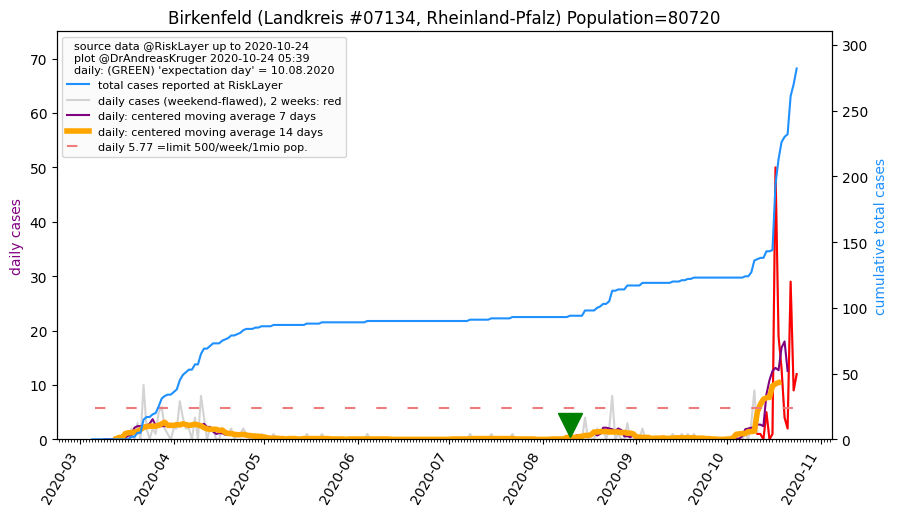 Birkenfeld (Landkreis #07134, Rheinland-Pfalz) Population=80720
source data @RiskLayer up to 2020-10-24
plot @DrAndreasKruger 2020-10-24 05:39
daily: (GREEN) 'expectation day' = 10.08.2020
total cases reported at RiskLayer
daily cases (weekend-flawed), 2 weeks: red
daily: centered moving average 7 days
daily: centered moving average 14 days
daily 5.77 =limit 500/week/1mio pop.
daily cases
70
60
50
40
30
20
10
0
300
250
200
150
100
50
0
cumulative total cases
2020-03
2020-04
2020-05
2020-06
2020-07
2020-08
2020-09
2020-10
2020-11